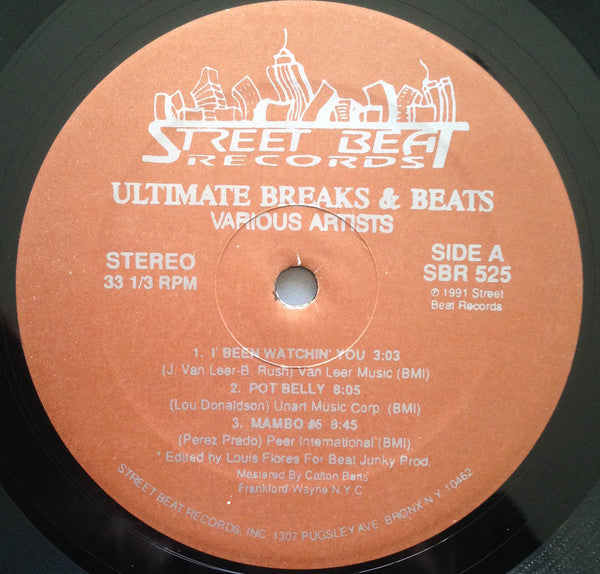 STREET BEAT
RECORDS
ULTIMATE BREAKS & BEATS
VARIOUS ARTISTS
STEREO
33 1/3 RPM
SIDE A
SBR 525
℗ 1991 Street
Beat Records
1. I' BEEN WATCHIN' YOU 3:03
(J. Van Leer-B. Rush) Van Leer Music (BMI)
2. POT BELLY 8:05
(Lou Donaldson) Unart Music Corp. (BMI)
3. MAMBO #5 8:45
(Perez Prado) Peer International (BMI)
* Edited by Louis Flores For Beat Junky Prod.
Mastered By Calton Batts
Frankford-Wayne N Y C
STREET BEAT RECORDS, INC. 1307 PUGSLEY AVE. BRONX N.Y. 10462